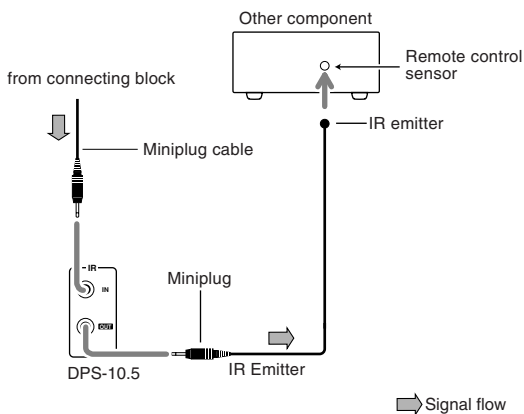 Other component
Remote control
sensor
from connecting block
IR emitter
Miniplug cable
IR
IN
Miniplug
OUT
DPS-10.5
IR Emitter
Signal flow